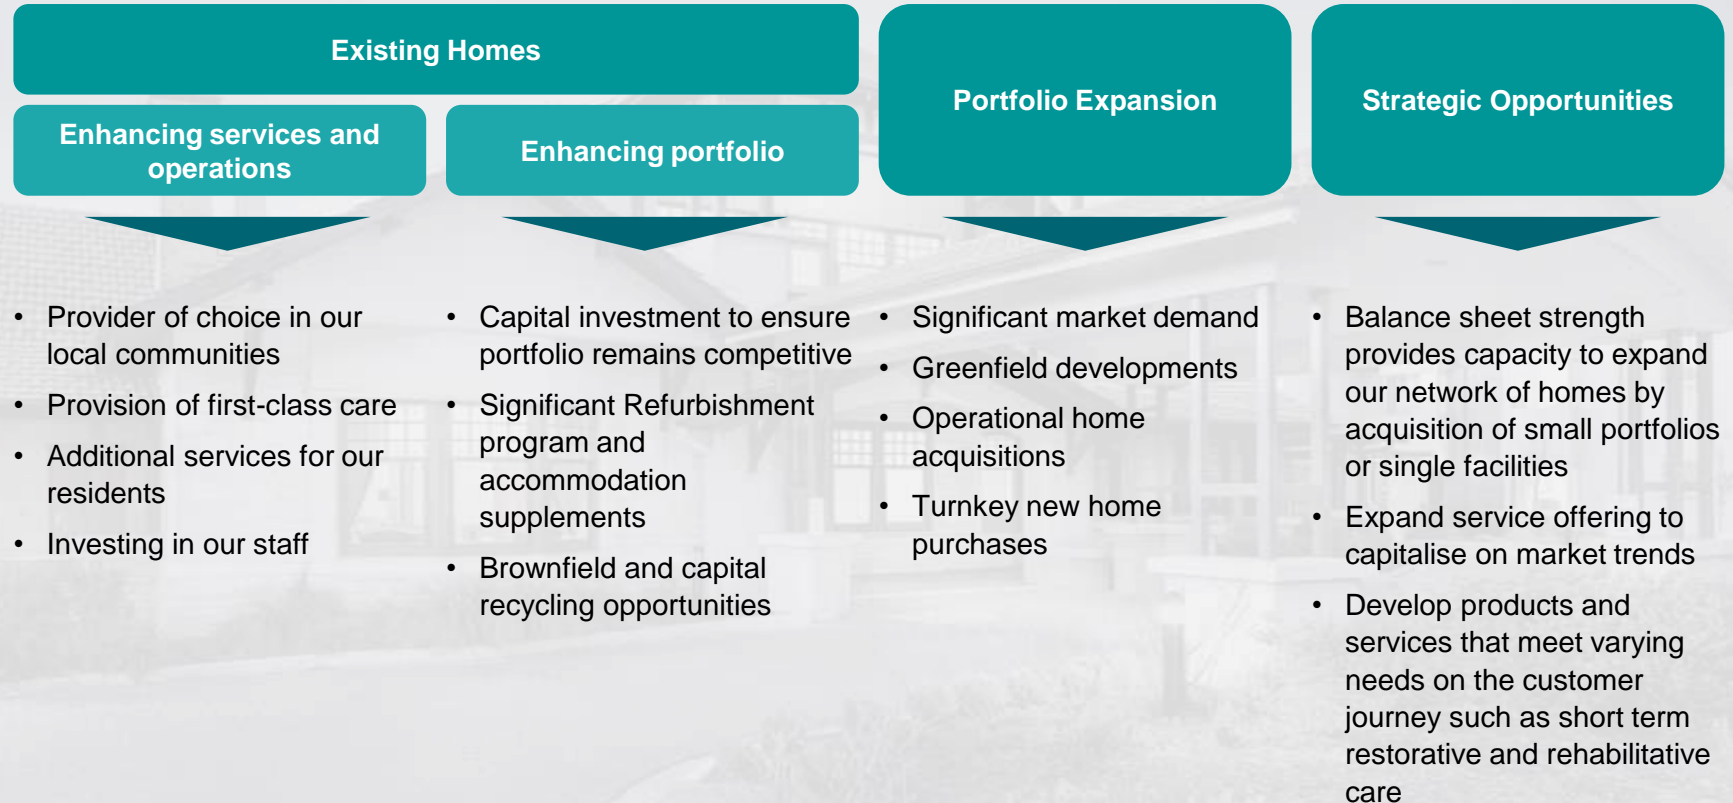 Existing Homes
Enhancing services and
operations
Enhancing portfolio
Portfolio Expansion
Strategic Opportunities
• Provider of choice in our
local communities
• Provision of first-class care
• Additional services for our
residents
• Investing in our staff
• Capital investment to ensure
portfolio remains competitive
• Significant Refurbishment
program and
accommodation
supplements
• Brownfield and capital
recycling opportunities
• Significant market demand
• Greenfield developments
• Operational home
acquisitions
• Turnkey new home
purchases
• Balance sheet strength
provides capacity to expand
our network of homes by
acquisition of small portfolios
or single facilities
• Expand service offering to
capitalise on market trends
• Develop products and
services that meet varying
needs on the customer
journey such as short term
restorative and rehabilitative
care